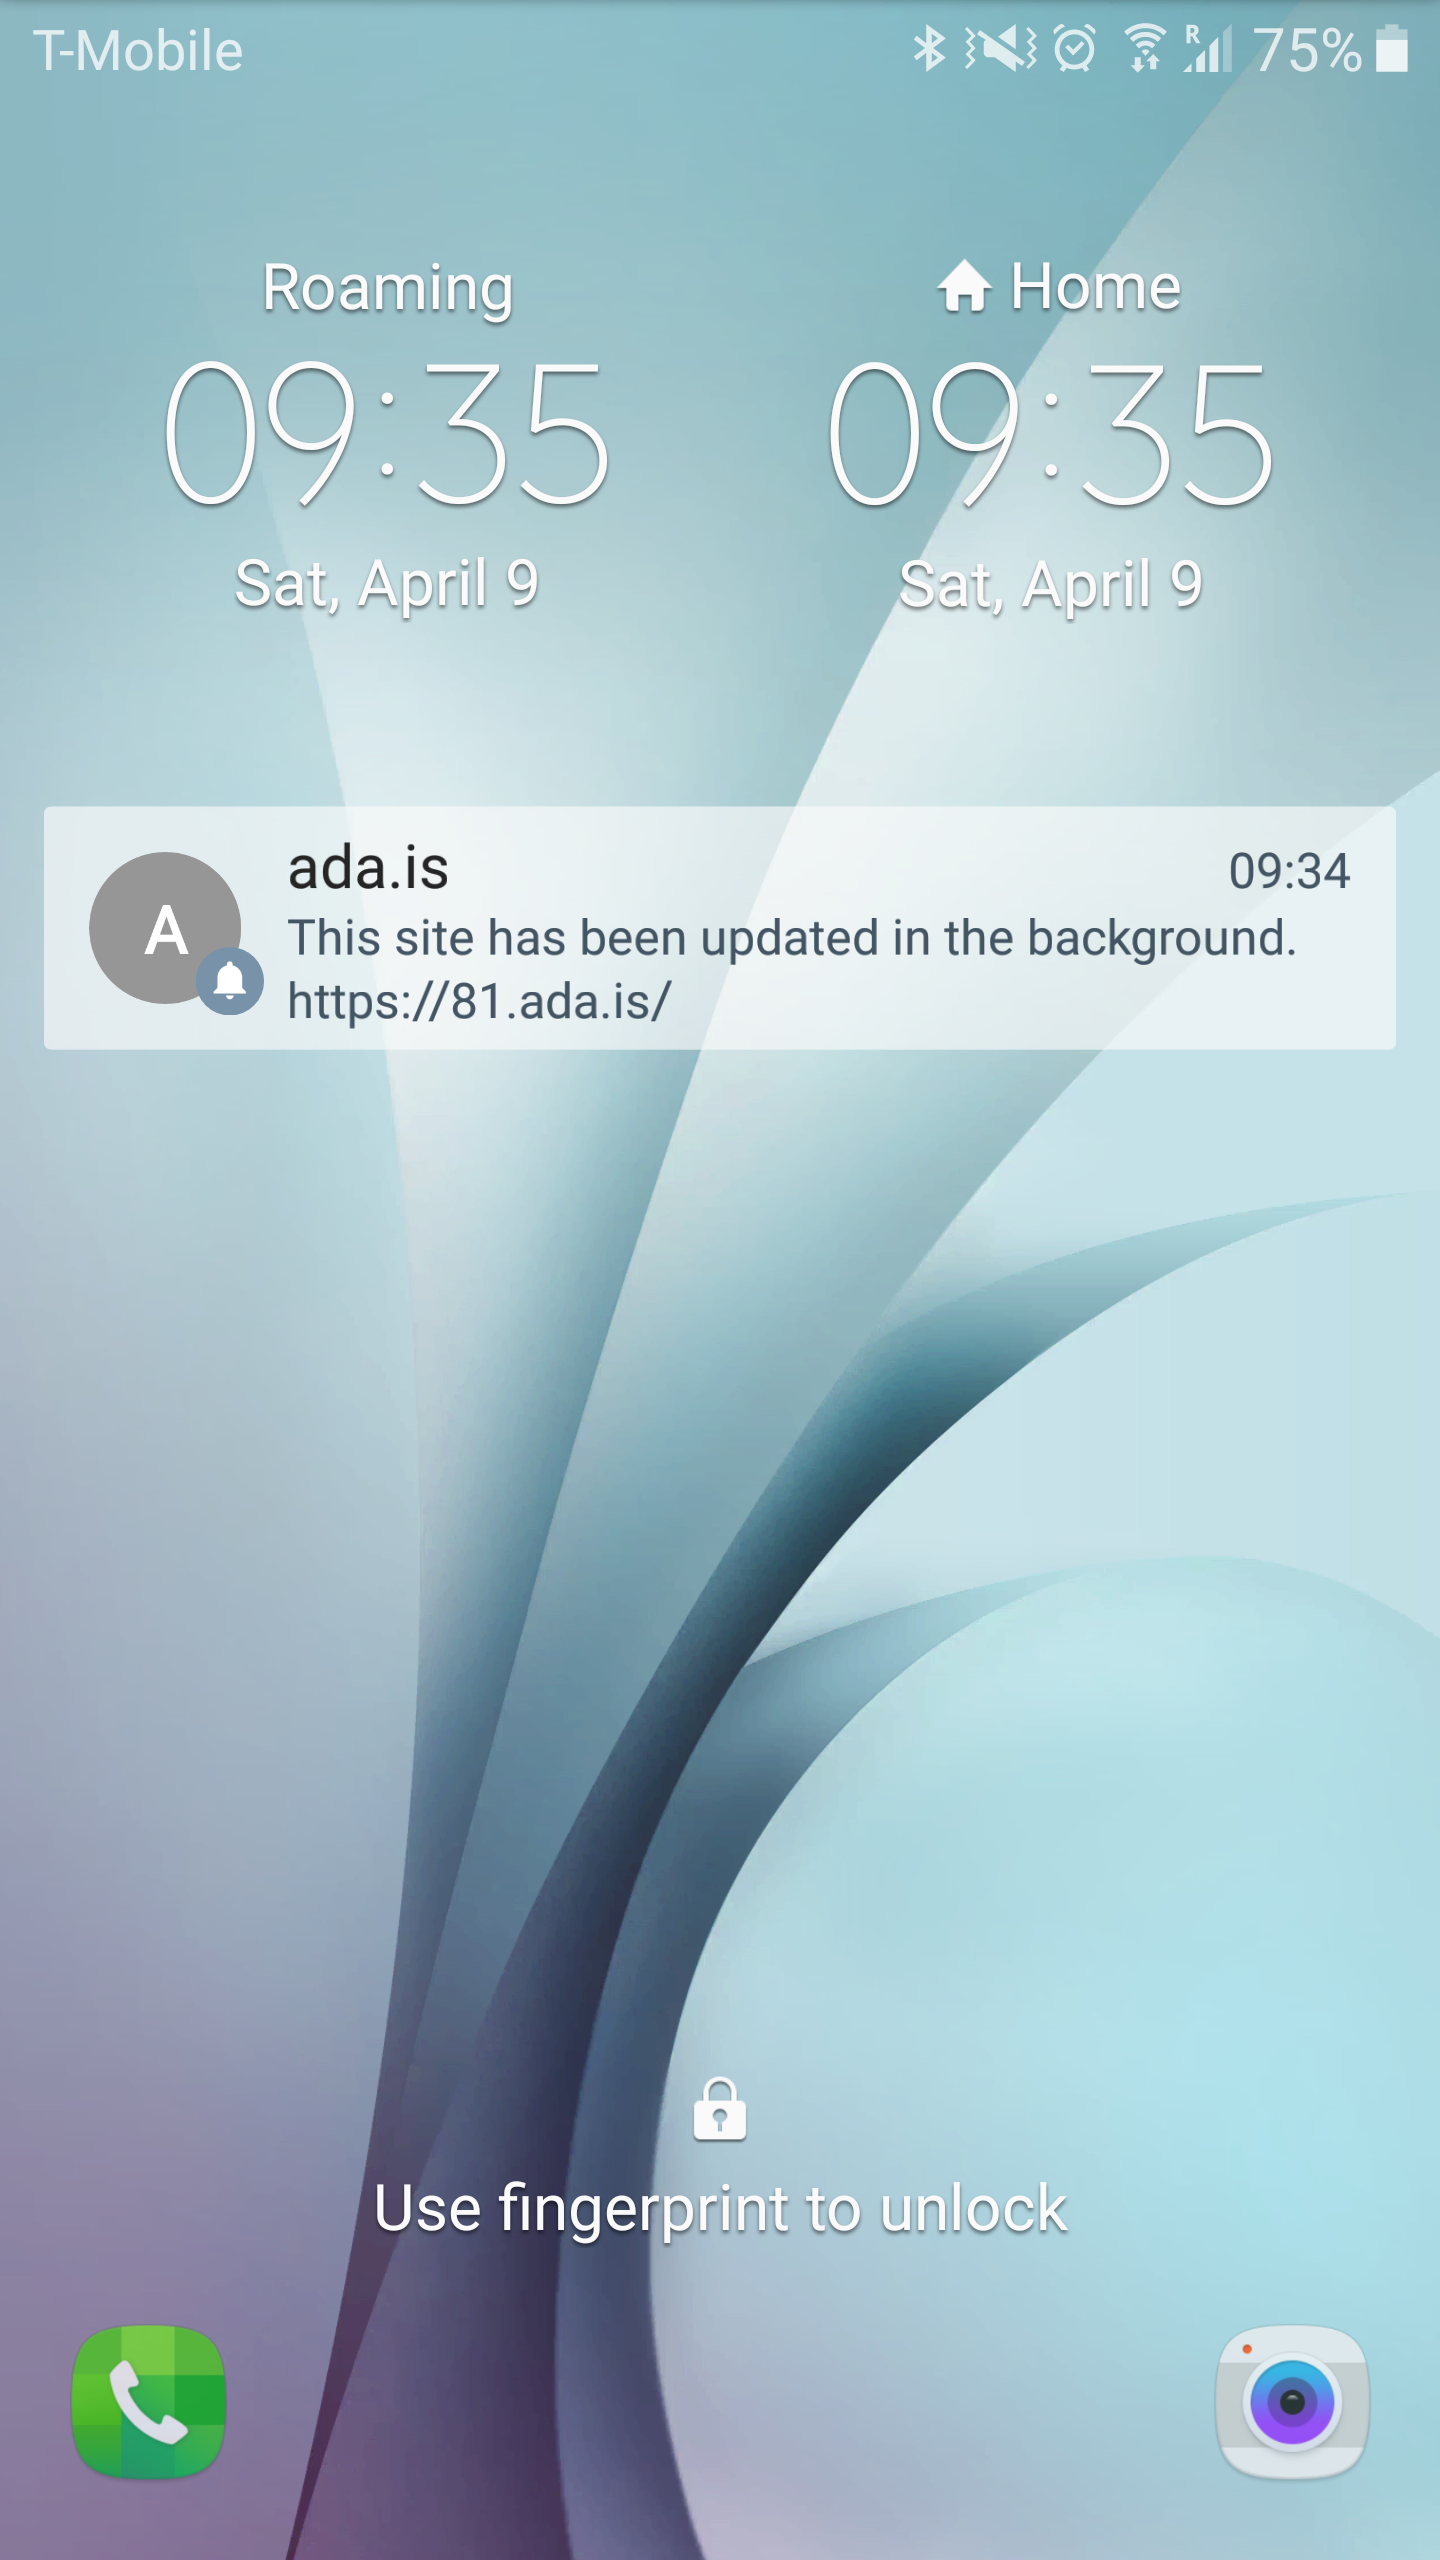 T-Mobile
R 75%
Roaming
Home
09:35
09:35
Sat, April 9
Sat, April 9
A
ada.is
09:34
This site has been updated in the background.
https://81.ada.is/
Use fingerprint to unlock